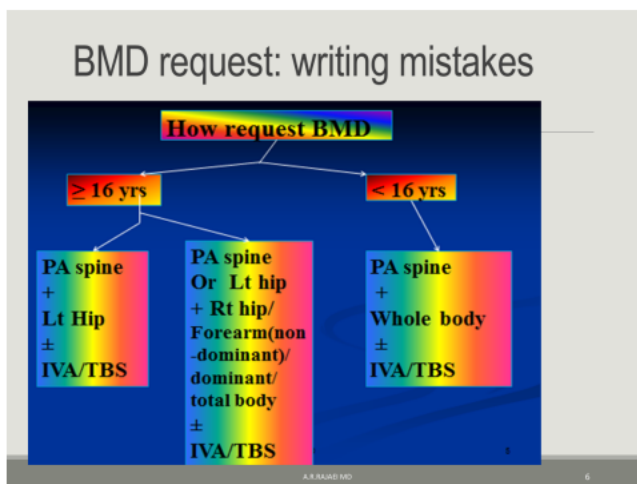 BMD request: writing mistakes
How request BMD
≥ 16 yrs
< 16 yrs
PA spine
+
Lt Hip
±
IVA/TBS
PA spine
Or Lt hip
+ Rt hip/
Forearm(non
-dominant)/
dominant/
total body
±
IVA/TBS
PA spine
+
Whole body
±
IVA/TBS
A.R.RAJAEI MD
6